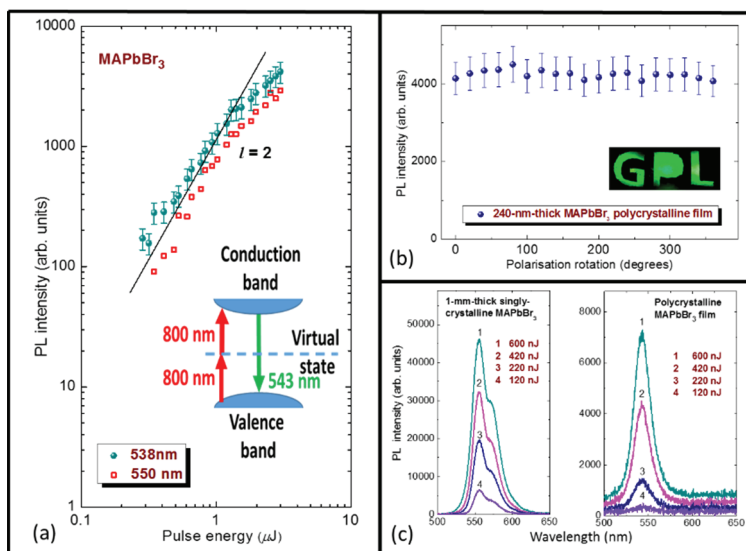 MAPbBr3
PL intensity (arb. units)
10000
1000
100
10
1
0.1
1
10
Pulse energy (μJ)
l = 2
Conduction
band
800 nm
Virtual
state
800 nm
543 nm
Valence
band
538nm
550 nm
(a)
PL intensity (arb. units)
4000
2000
0
0
100
200
300
Polarisation rotation (degrees)
GPL
240-nm-thick MAPbBr3 polycrystalline film
(b)
PL intensity (arb. units)
50000
40000
30000
20000
10000
0
1-mm-thick singly-
crystalline MAPbBr3
1 600 nJ
2 420 nJ
3 220 nJ
4 120 nJ
1
2
3
4
500
550
600
650
8000
6000
4000
2000
0
Polycrystalline
MAPbBr3 film
1 600 nJ
2 420 nJ
3 220 nJ
4 120 nJ
1
2
3
4
500
550
600
650
Wavelength (nm)
(c)